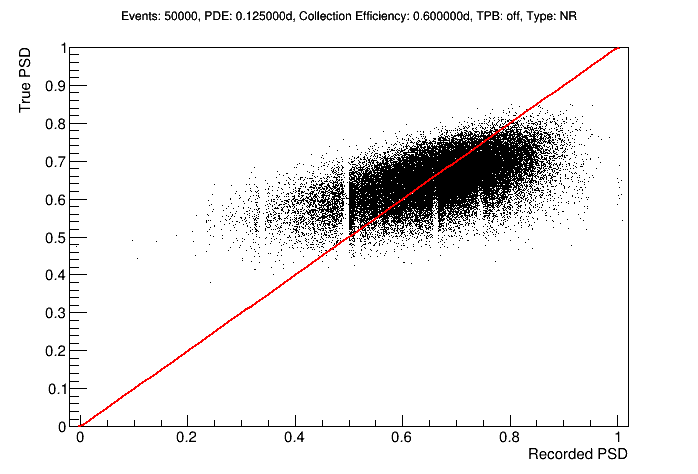 Events: 50000, PDE: 0.125000d, Collection Efficiency: 0.600000d, TPB: off, Type: NR
True PSD
1
0.9
0.8
0.7
0.6
0.5
0.4
0.3
0.2
0.1
0
0 0.2 0.4 0.6 0.8 1
Recorded PSD